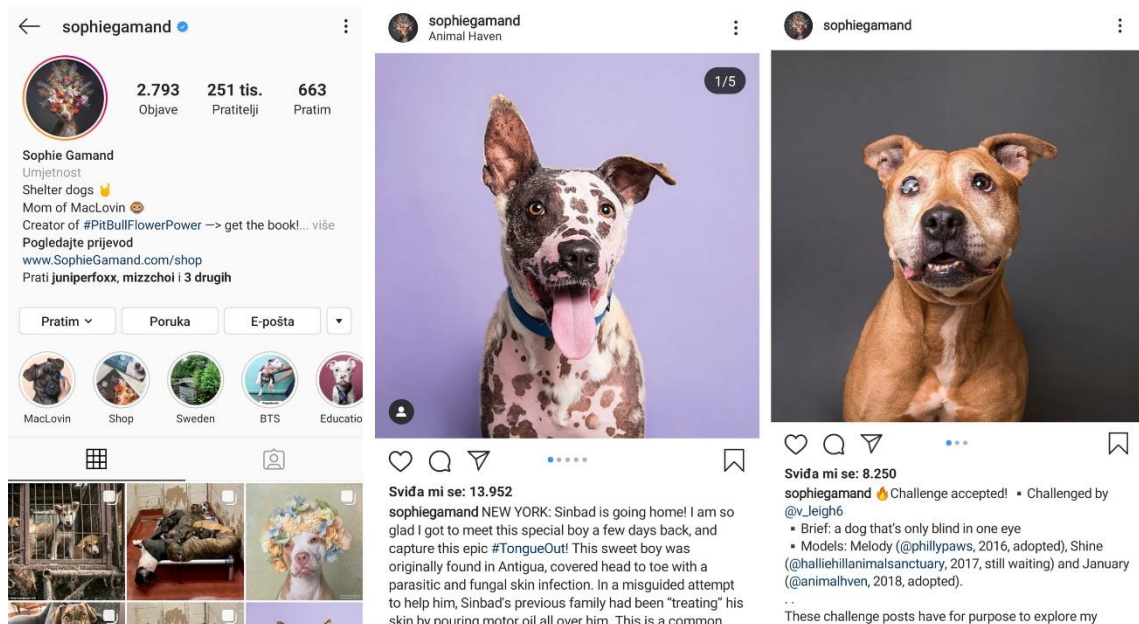 sophiegamand
2.793 251 tis. 663
Objave Pratitelji Pratim
Sophie Gamand
Umjetnost
Shelter dogs 🤘
Mom of MacLovin 🐵
Creator of #PitBullFlowerPower —> get the book!... više
Pogledajte prijevod
www.SophieGamand.com/shop
Prati juniperfoxx, mizzchoi i 3 drugih
Pratim Poruka E-pošta
MacLovin Shop Sweden BTS Educatio
sophiegamand
Animal Haven
1/5
Sviđa mi se: 13.952
sophiegamand NEW YORK: Sinbad is going home! I am so
glad I got to meet this special boy a few days back, and
capture this epic #TongueOut! This sweet boy was
originally found in Antigua, covered head to toe with a
parasitic and fungal skin infection. In a misguided attempt
to help him, Sinbad's previous family had been "treating" his
skin by pouring motor oil all over him. This is a common
sophiegamand
Sviđa mi se: 8.250
sophiegamand 🔥Challenge accepted! ▪ Challenged by
@v_leigh6
▪ Brief: a dog that's only blind in one eye
▪ Models: Melody (@phillypaws, 2016, adopted), Shine
(@halliehillanimalsanctuary, 2017, still waiting) and January
(@animalhven, 2018, adopted).
. .
These challenge posts have for purpose to explore my